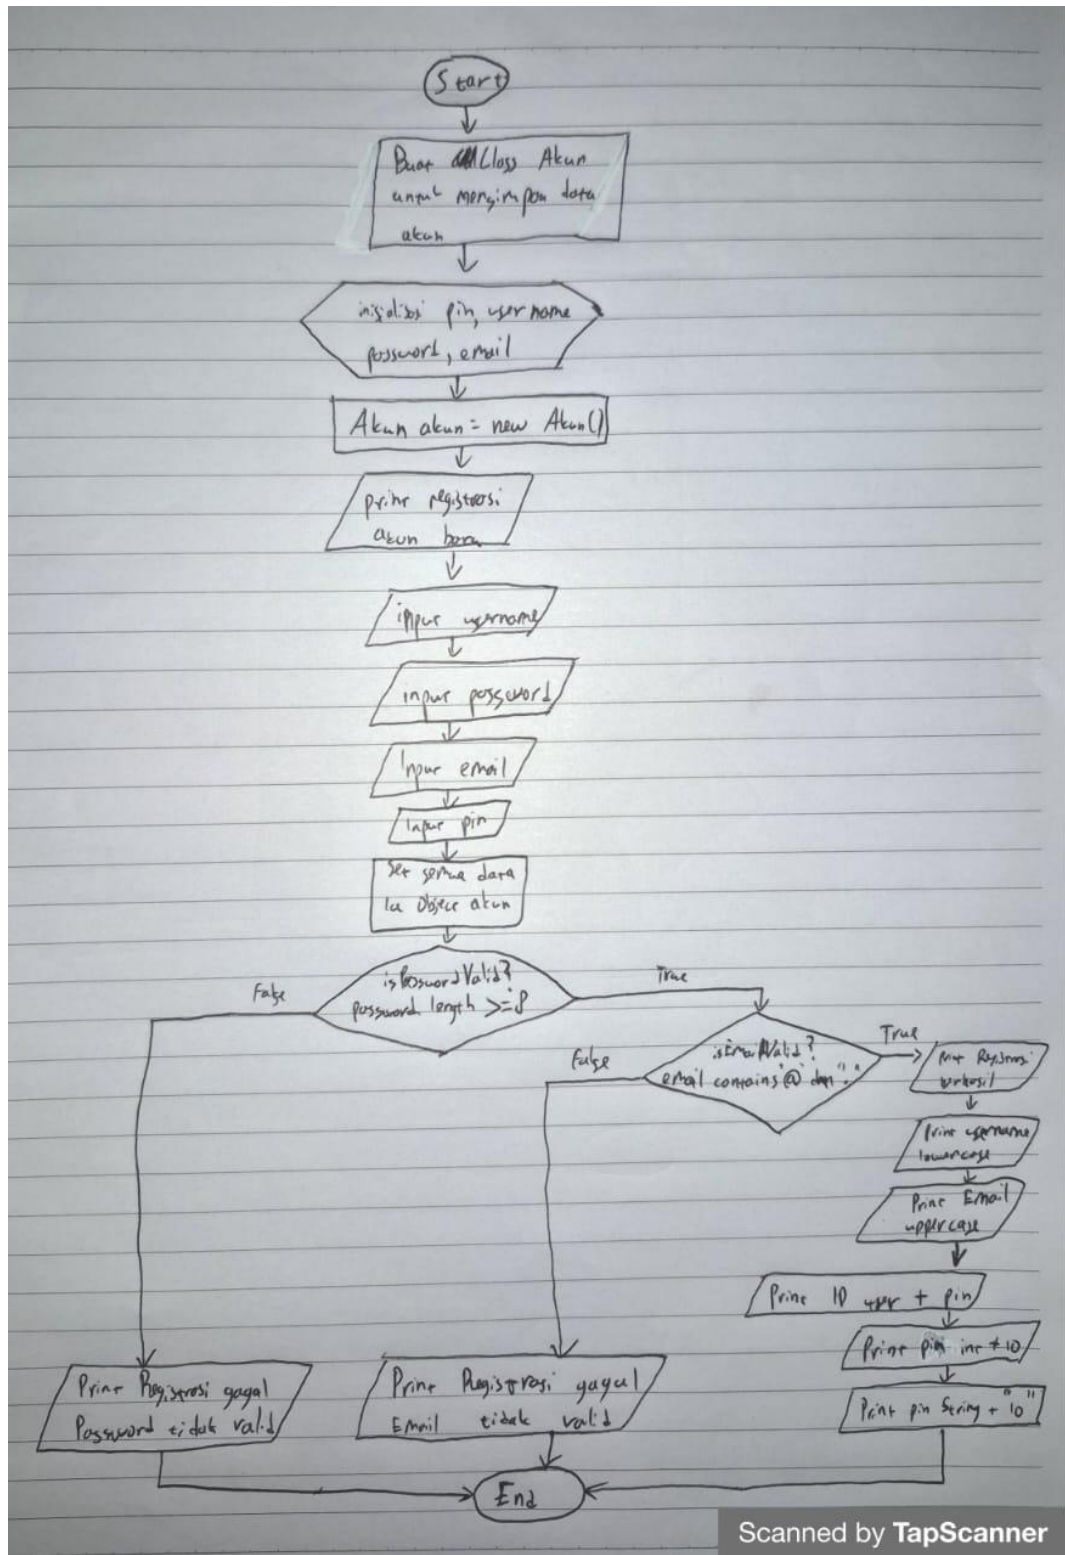 Start
Buat Class Akun
untuk mengimpan data
akun
inisialisasi pin, username
password, email
Akun akun = new Akun()
print registrasi
akun baru
input username
input password
Input email
Input pin
Set semua data
ke Object akun
isPasswordValid?
password length >= 8
False
True
isEmailValid?
email contains "@" dan "."
False
True
Print Registrasi
berhasil
Print username
lowercase
Print Email
uppercase
Print ID user + pin
Print pin int + 10
Print pin String + "10"
Print Registrasi gagal
Password tidak valid
Print Registrasi gagal
Email tidak valid
End
Scanned by TapScanner